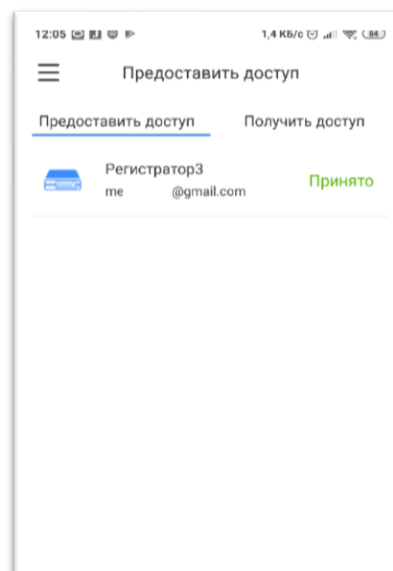 12:05 1,4 КБ/с 84
Предоставить доступ
Предоставить доступ Получить доступ
Регистратор3
me @gmail.com Принято